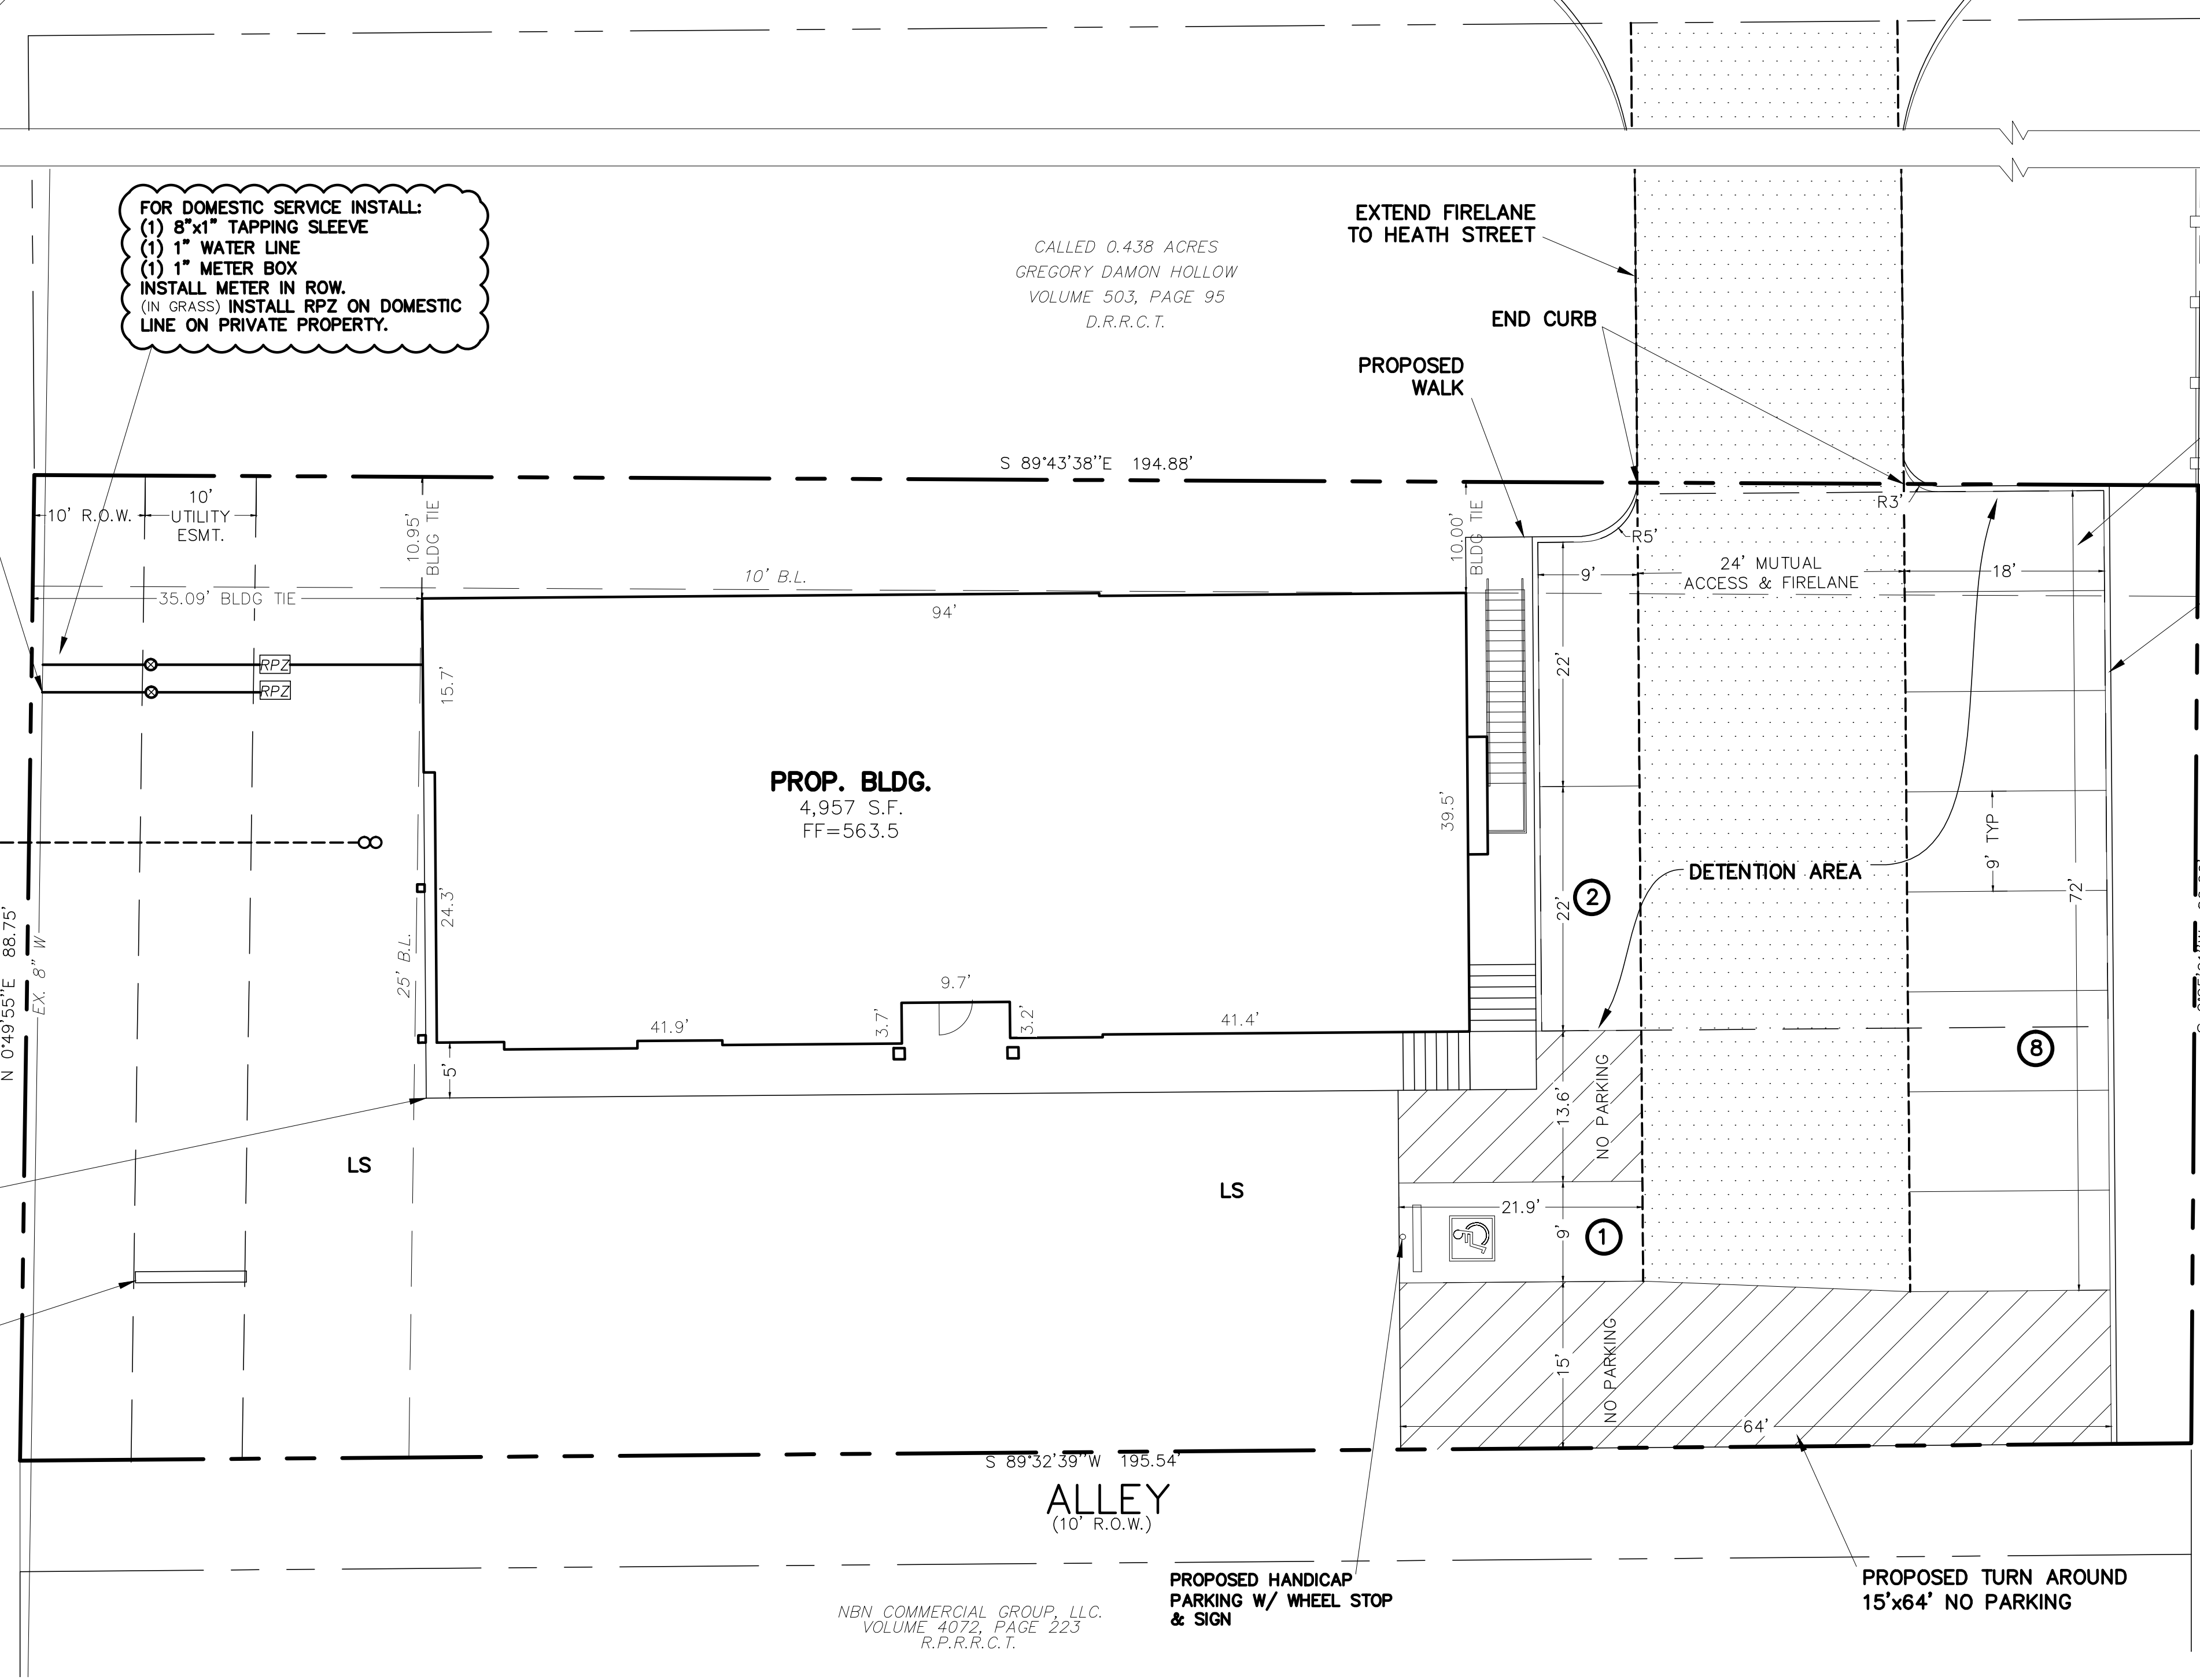 FOR DOMESTIC SERVICE INSTALL:
(1) 8"x1" TAPPING SLEEVE
(1) 1" WATER LINE
(1) 1" METER BOX
INSTALL METER IN ROW.
(IN GRASS) INSTALL RPZ ON DOMESTIC
LINE ON PRIVATE PROPERTY.
CALLED 0.438 ACRES
GREGORY DAMON HOLLOW
VOLUME 503, PAGE 95
D.R.R.C.T.
EXTEND FIRELANE
TO HEATH STREET
END CURB
PROPOSED
WALK
S 89°43'38"E 194.88'
10' R.O.W.
10'
UTILITY
ESMT.
10.95'
BLDG TIE
10.00'
BLDG TIE
R5'
R3'
10' B.L.
35.09' BLDG TIE
94'
9'
24' MUTUAL
ACCESS & FIRELANE
18'
RPZ
RPZ
15.7'
22'
PROP. BLDG.
4,957 S.F.
FF=563.5
39.5'
9' TYP
72'
DETENTION AREA
2
22'
24.3'
25' B.L.
EX. 8" W
N 0°49'55"E 88.75'
9.7'
3.7'
3.2'
41.9'
41.4'
5'
8
13.6'
NO PARKING
LS
LS
21.9'
9'
1
15'
NO PARKING
64'
S 89°32'39"W 195.54'
ALLEY
(10' R.O.W.)
PROPOSED HANDICAP
PARKING W/ WHEEL STOP
& SIGN
PROPOSED TURN AROUND
15'x64' NO PARKING
NBN COMMERCIAL GROUP, LLC.
VOLUME 4072, PAGE 223
R.P.R.R.C.T.